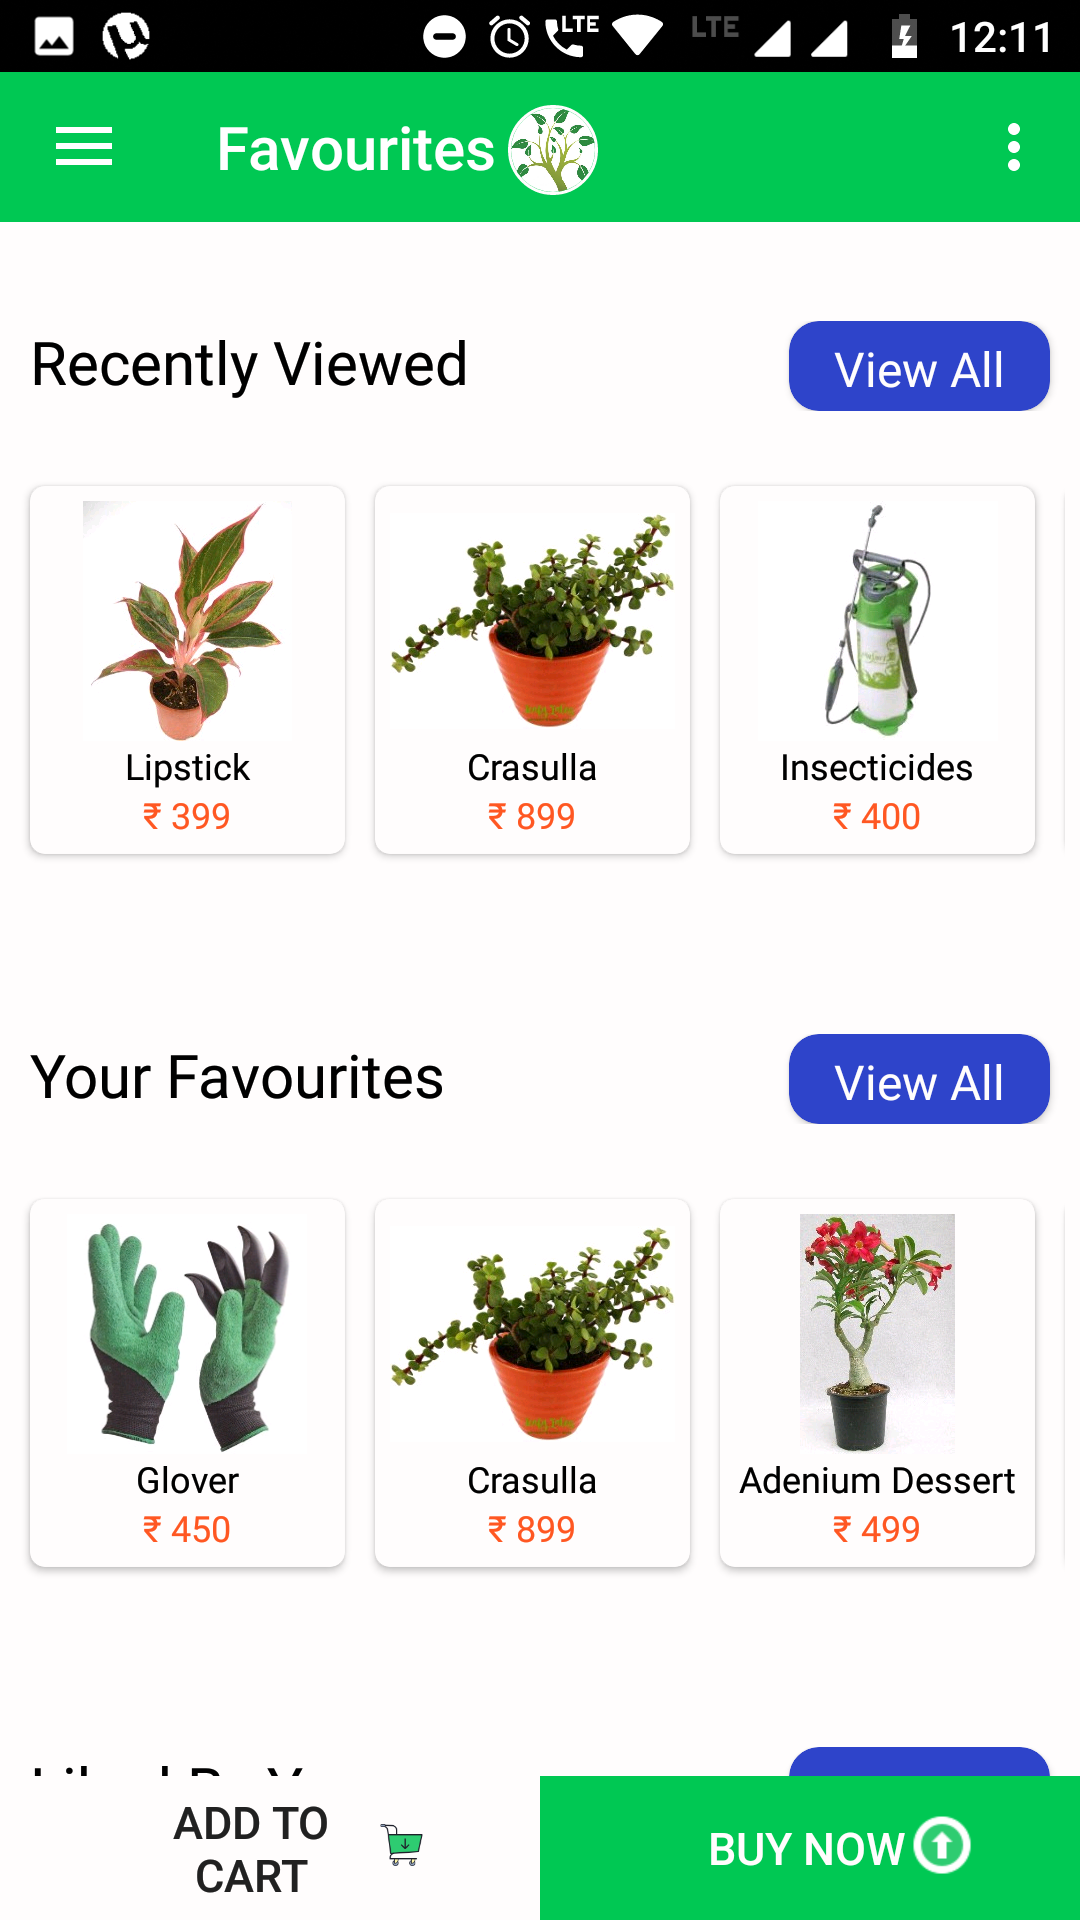 LTE LTE 12:11
Favourites
Recently Viewed View All
Lipstick Crasulla Insecticides
₹ 399 ₹ 899 ₹ 400
Your Favourites View All
Glover Crasulla Adenium Dessert
₹ 450 ₹ 899 ₹ 499
ADD TO
CART
BUY NOW